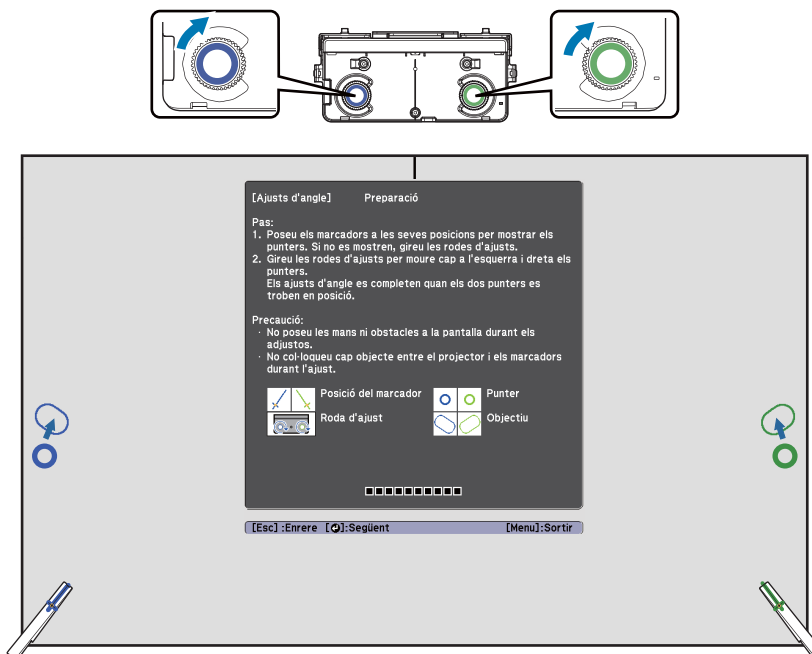 [Ajusts d'angle] Preparació
Pas:
1. Poseu els marcadors a les seves posicions per mostrar els
punters. Si no es mostren, gireu les rodes d'ajusts.
2. Gireu les rodes d'ajusts per moure cap a l'esquerra i dreta els
punters.
Els ajusts d'angle es completen quan els dos punters es
troben en posició.
Precaució:
· No poseu les mans ni obstacles a la pantalla durant els
adjustos.
· No col·loqueu cap objecte entre el projector i els marcadors
durant l'ajust.
Posició del marcador Punter
Roda d'ajust Objectiu
[Esc] :Enrere [⏎]:Següent [Menu]:Sortir